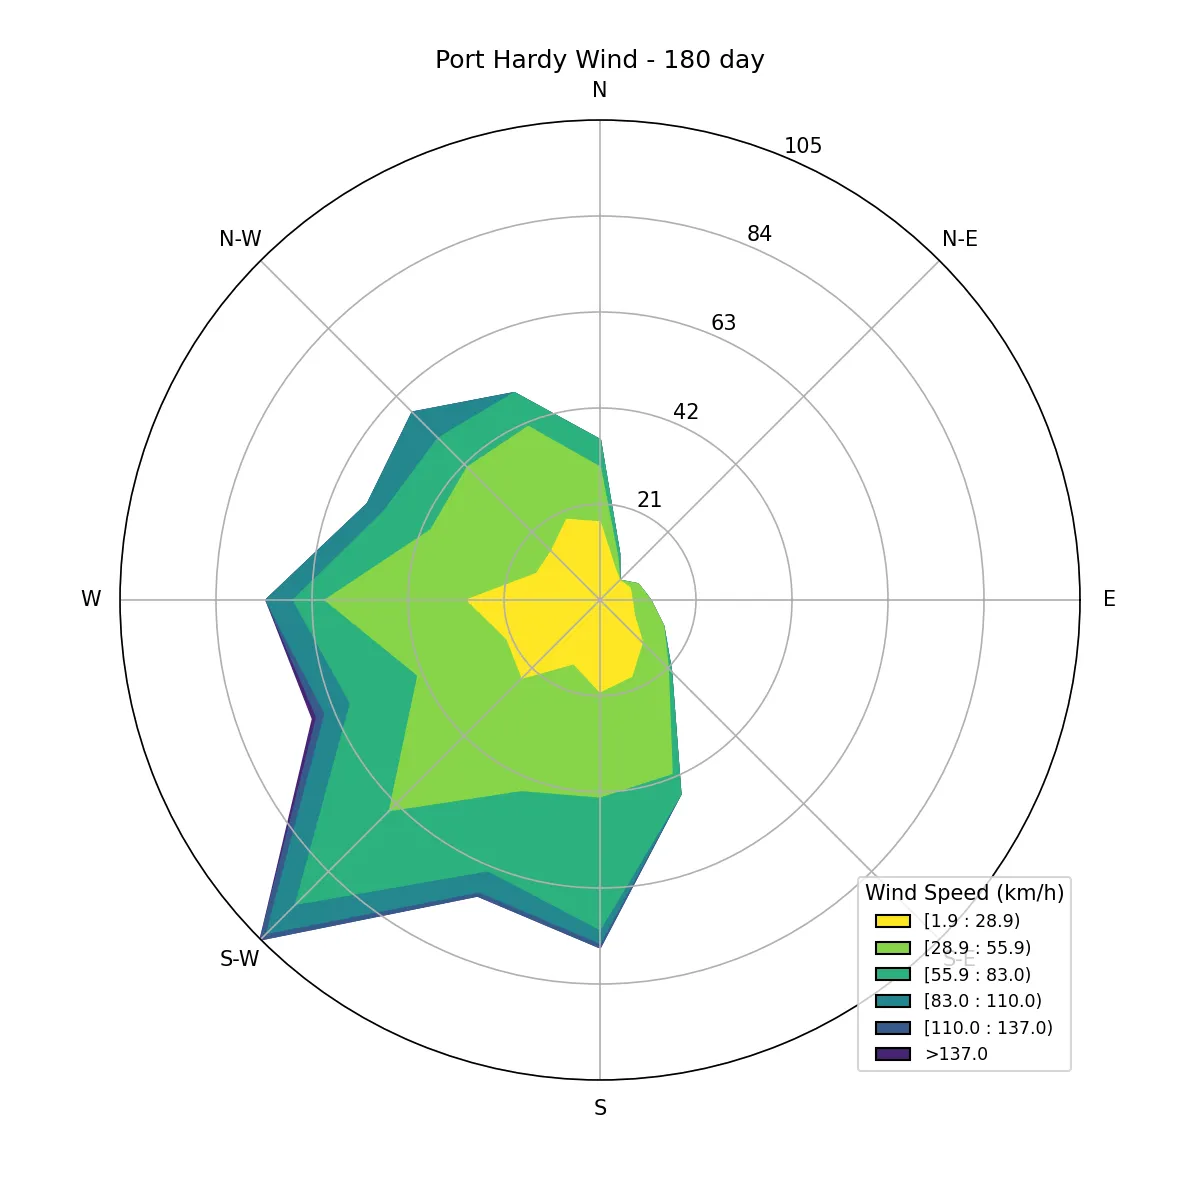 Port Hardy Wind - 180 day
N
105
84
N-W
N-E
63
42
21
W
E
Wind Speed (km/h)
[1.9 : 28.9)
[28.9 : 55.9)
S-W
S-E
[55.9 : 83.0)
[83.0 : 110.0)
[110.0 : 137.0)
>137.0
S